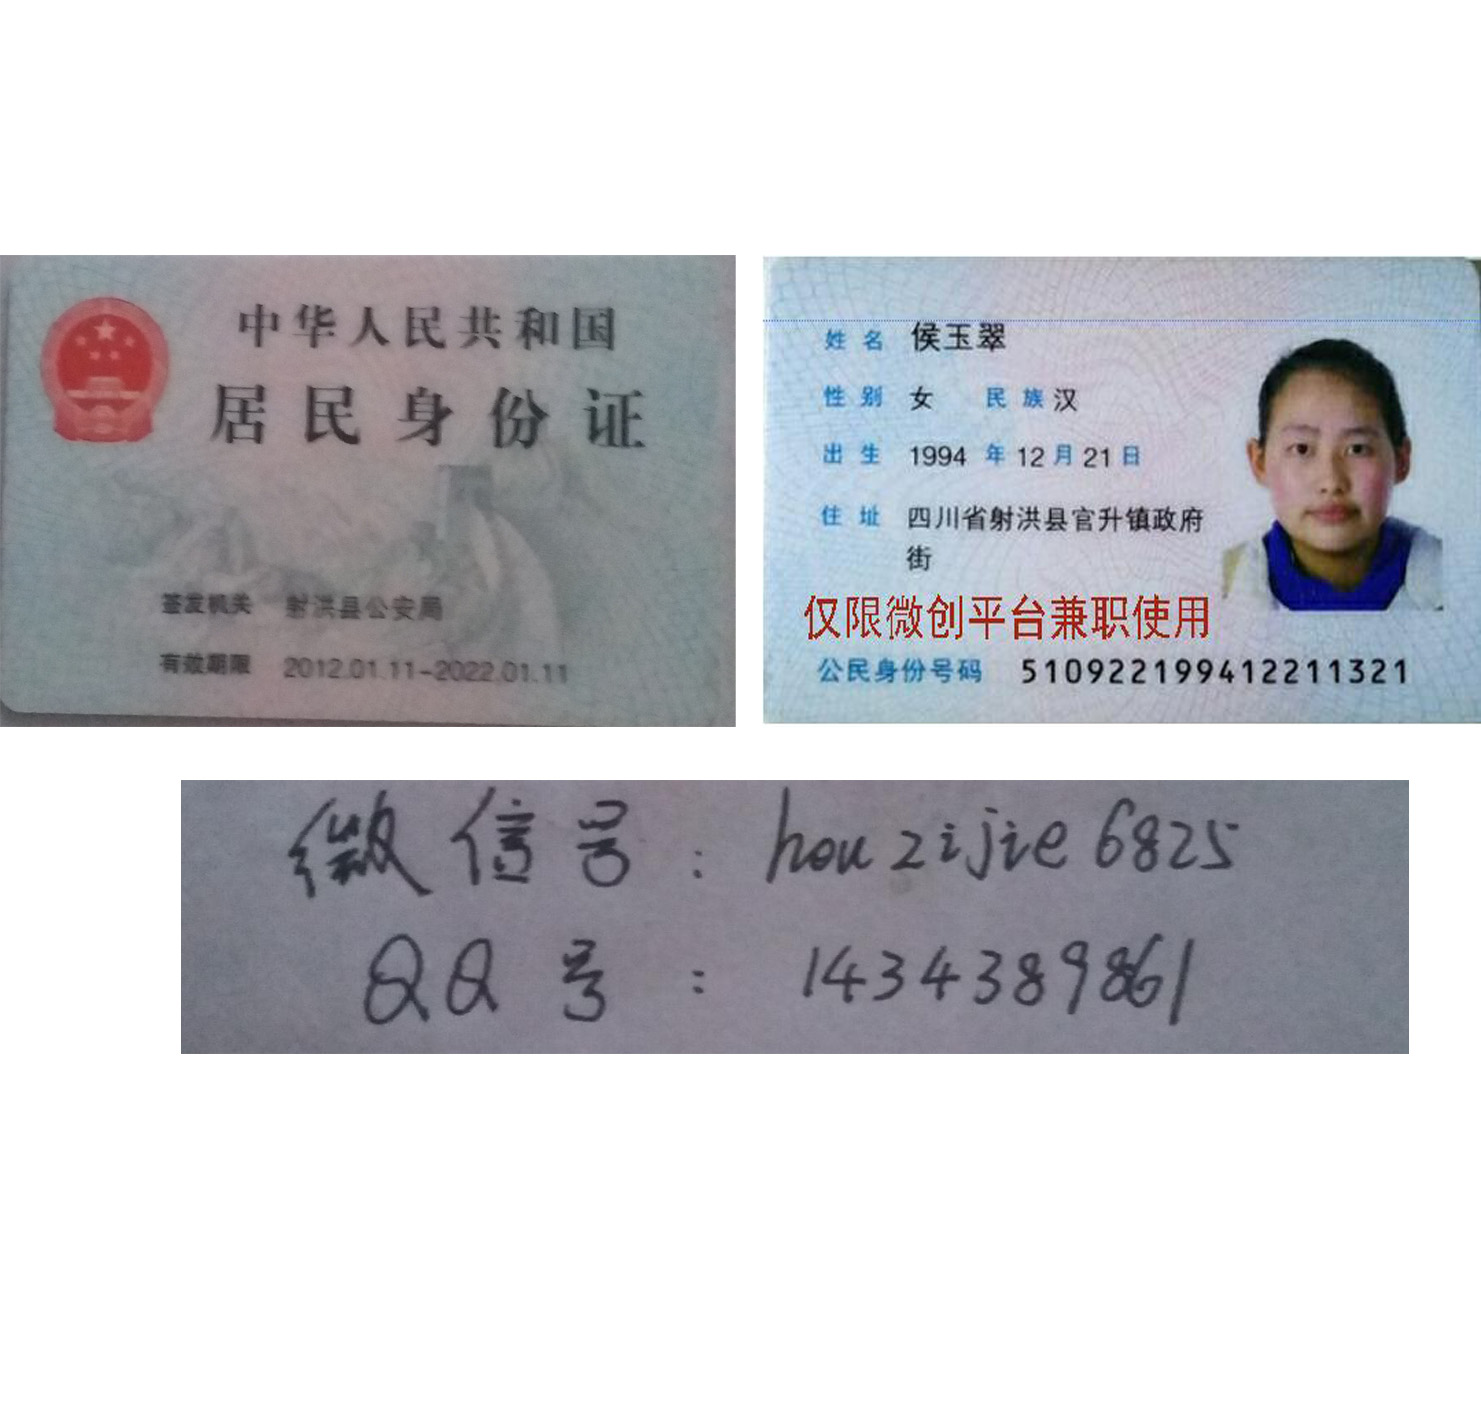 中华人民共和国
居民身份证
签发机关 射洪县公安局
有效期限 2012.01.11-2022.01.11
姓名 侯玉翠
性别 女 民族 汉
出生 1994 年 12 月 21 日
住址 四川省射洪县官升镇政府
街
仅限微创平台兼职使用
公民身份号码 510922199412211321
微信号：houzijie6825
QQ号：1434389861